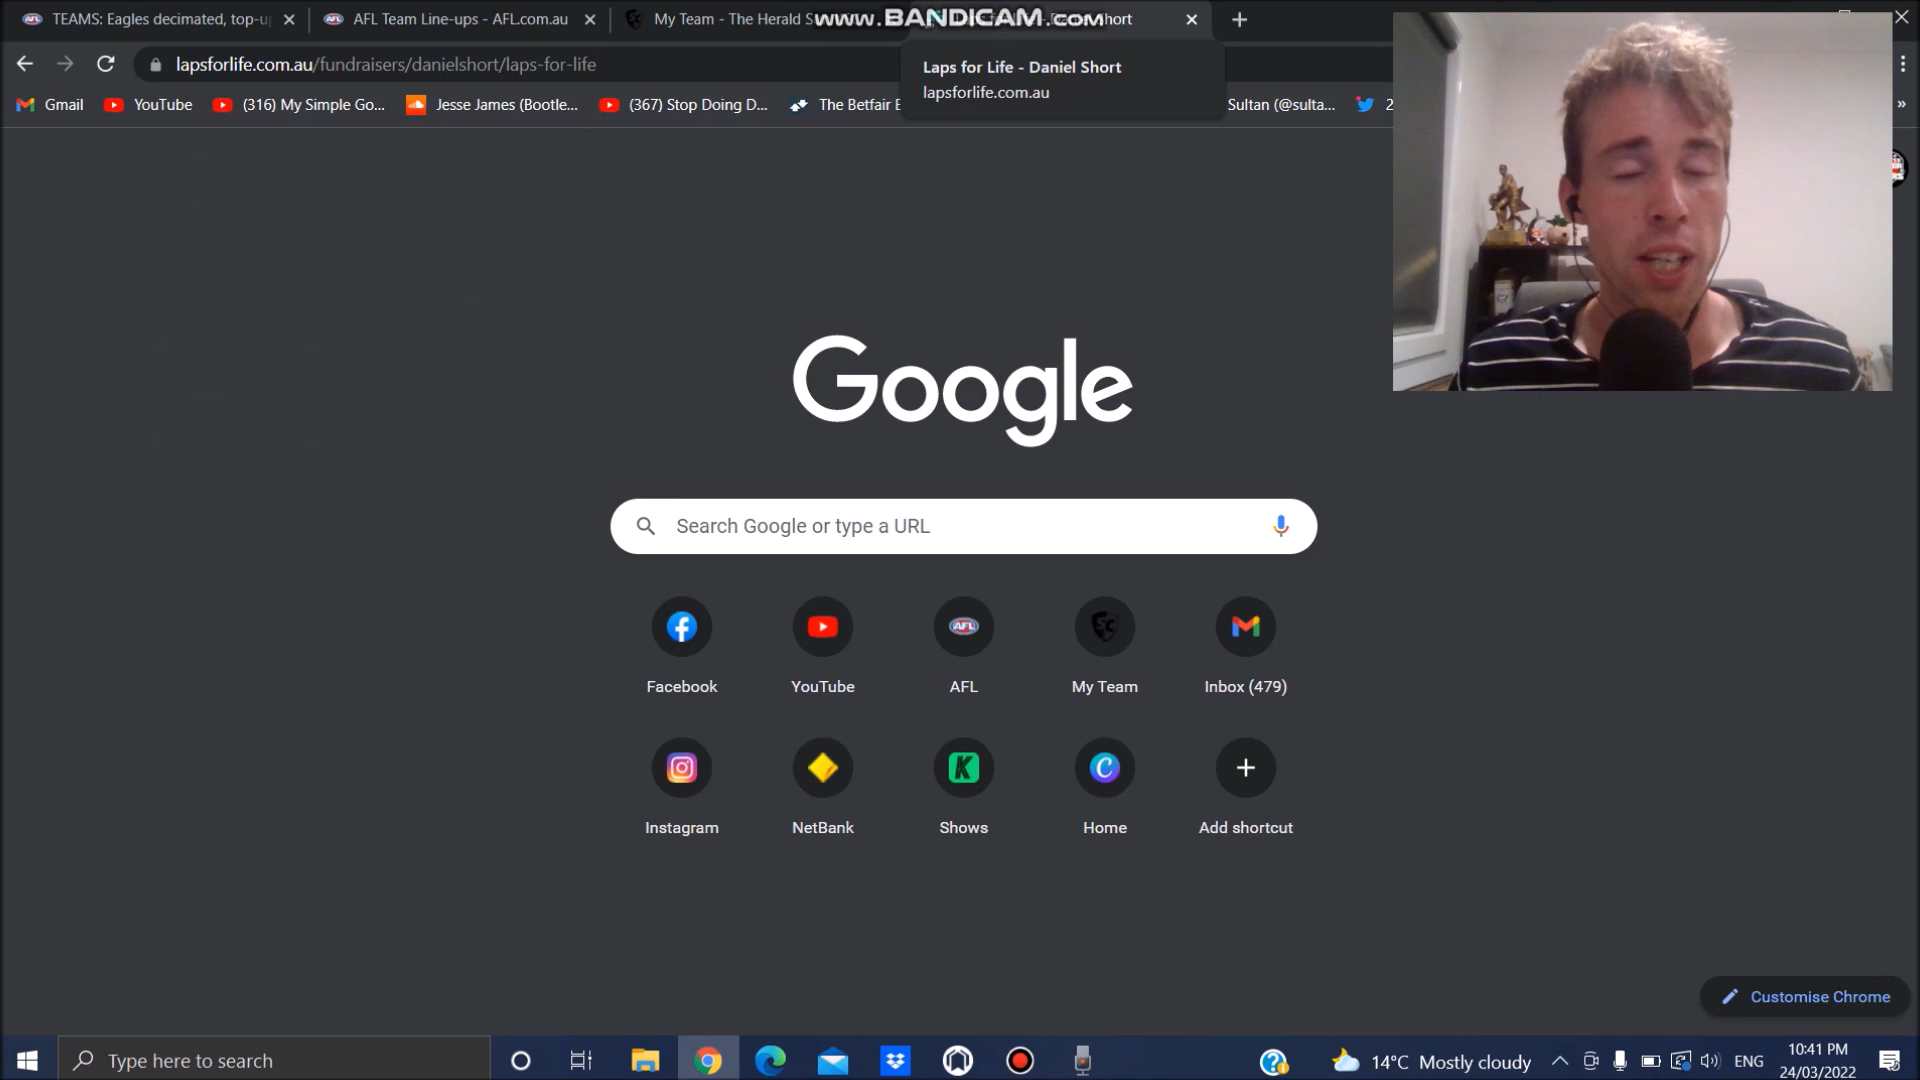 TEAMS: Eagles decimated, top-u
AFL Team Line-ups - AFL.com.au
My Team - The Herald S
www.BANDICAM.com
hort
lapsforlife.com.au/fundraisers/danielshort/laps-for-life
Laps for Life - Daniel Short
lapsforlife.com.au
Gmail
YouTube
(316) My Simple Go...
Jesse James (Bootle...
(367) Stop Doing D...
The Betfair E
Sultan (@sulta...
2
»
Google
Search Google or type a URL
Facebook
YouTube
AFL
SC
My Team
Inbox (479)
Instagram
NetBank
K
Shows
C
Home
Add shortcut
Customise Chrome
Type here to search
14°C Mostly cloudy
ENG
10:41 PM
24/03/2022